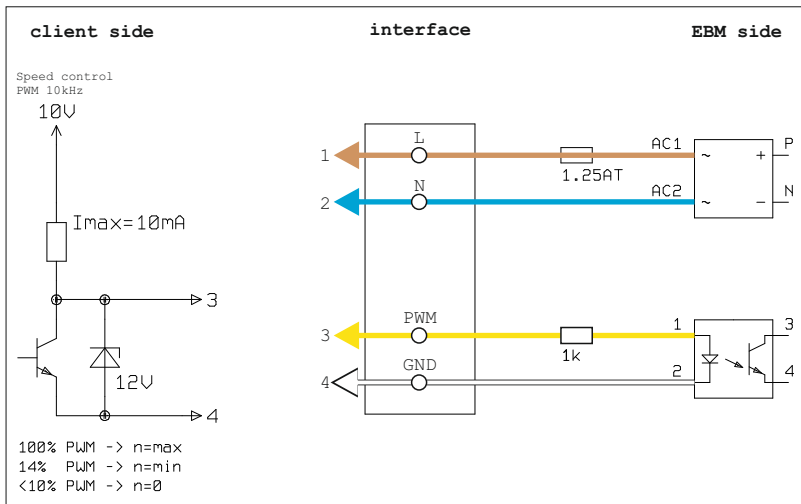 client side
interface
EBM side
Speed control
PWM 10kHz
10V
L
AC1
P
1
~
+
1.25AT
N
AC2
N
2
~
-
Imax=10mA
3
PWM
1
3
3
1k
GND
2
4
4
12V
4
100% PWM -> n=max
14% PWM -> n=min
<10% PWM -> n=0